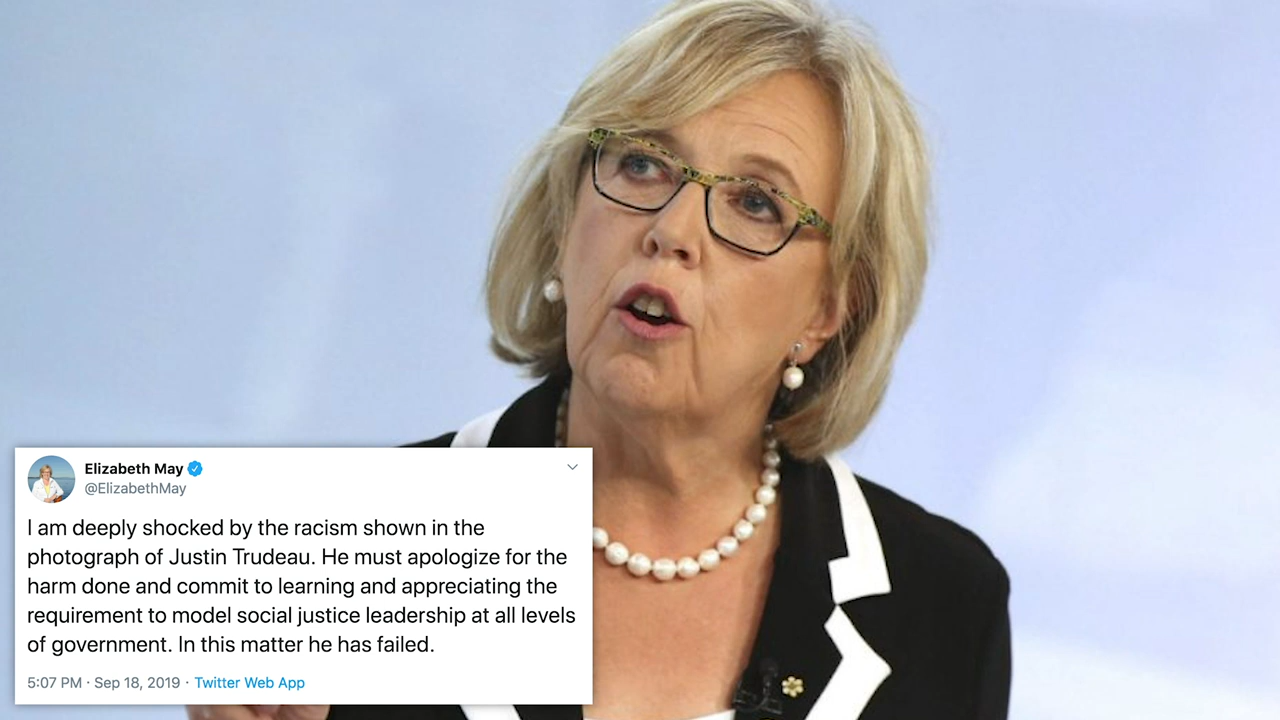 Elizabeth May
@ElizabethMay
I am deeply shocked by the racism shown in the
photograph of Justin Trudeau. He must apologize for the
harm done and commit to learning and appreciating the
requirement to model social justice leadership at all levels
of government. In this matter he has failed.
5:07 PM · Sep 18, 2019 · Twitter Web App